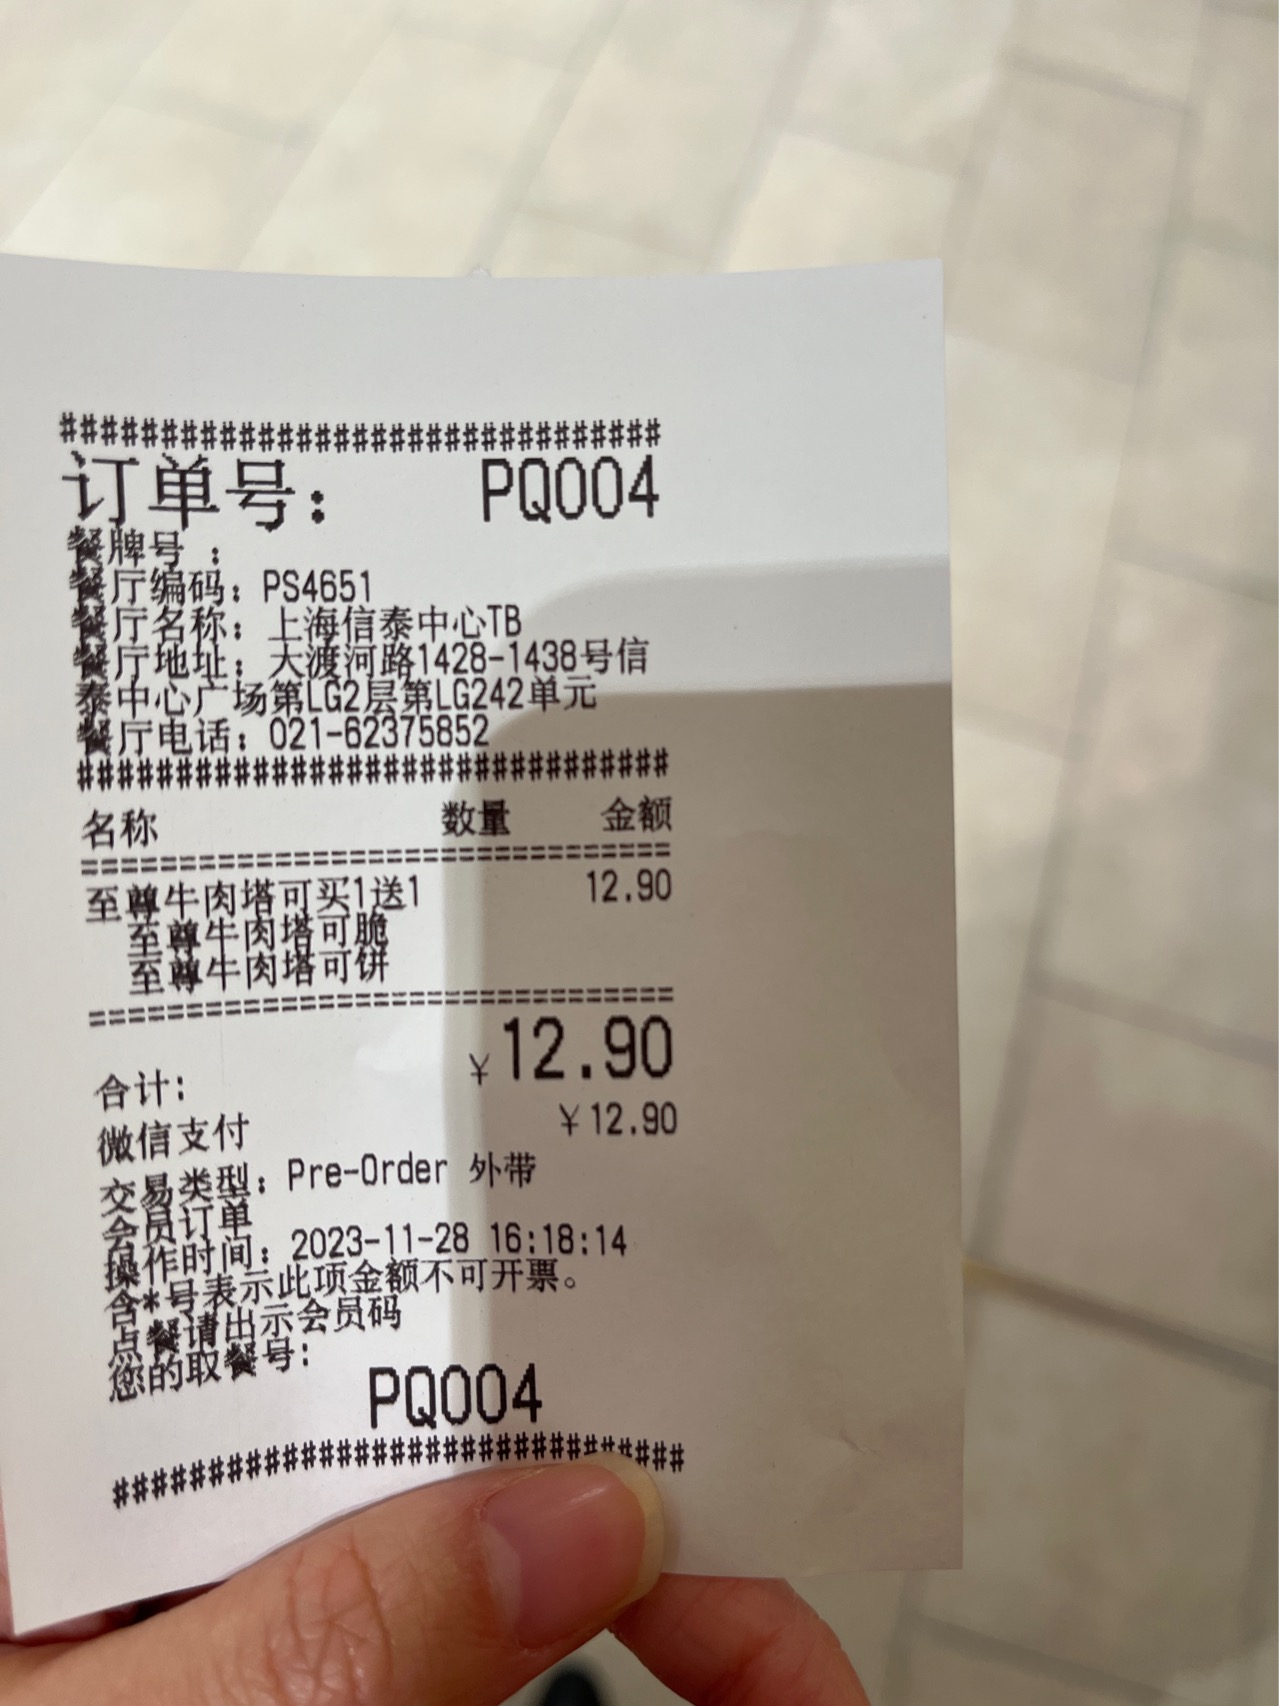 ##############################
订单号: PQ004
餐牌号 :
餐厅编码: PS4651
餐厅名称: 上海信泰中心TB
餐厅地址: 大渡河路1428-1438号信
泰中心广场第LG2层第LG242单元
餐厅电话: 021-62375852
##############################
名称 数量 金额
==============================
至尊牛肉塔可买1送1 12.90
至尊牛肉塔可脆
至尊牛肉塔可饼
==============================
合计: ¥12.90
微信支付 ¥12.90
交易类型: Pre-Order 外带
会员订单
操作时间: 2023-11-28 16:18:14
含*号表示此项金额不可开票。
点餐请出示会员码
您的取餐号:
PQ004
##############################